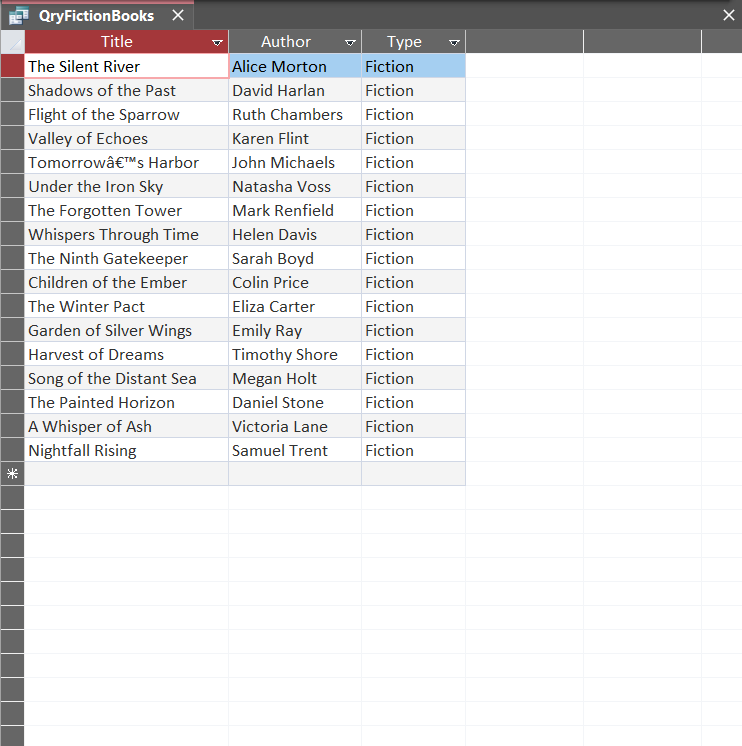 QryFictionBooks
Title Author Type
The Silent River Alice Morton Fiction
Shadows of the Past David Harlan Fiction
Flight of the Sparrow Ruth Chambers Fiction
Valley of Echoes Karen Flint Fiction
Tomorrowâ€™s Harbor John Michaels Fiction
Under the Iron Sky Natasha Voss Fiction
The Forgotten Tower Mark Renfield Fiction
Whispers Through Time Helen Davis Fiction
The Ninth Gatekeeper Sarah Boyd Fiction
Children of the Ember Colin Price Fiction
The Winter Pact Eliza Carter Fiction
Garden of Silver Wings Emily Ray Fiction
Harvest of Dreams Timothy Shore Fiction
Song of the Distant Sea Megan Holt Fiction
The Painted Horizon Daniel Stone Fiction
A Whisper of Ash Victoria Lane Fiction
Nightfall Rising Samuel Trent Fiction